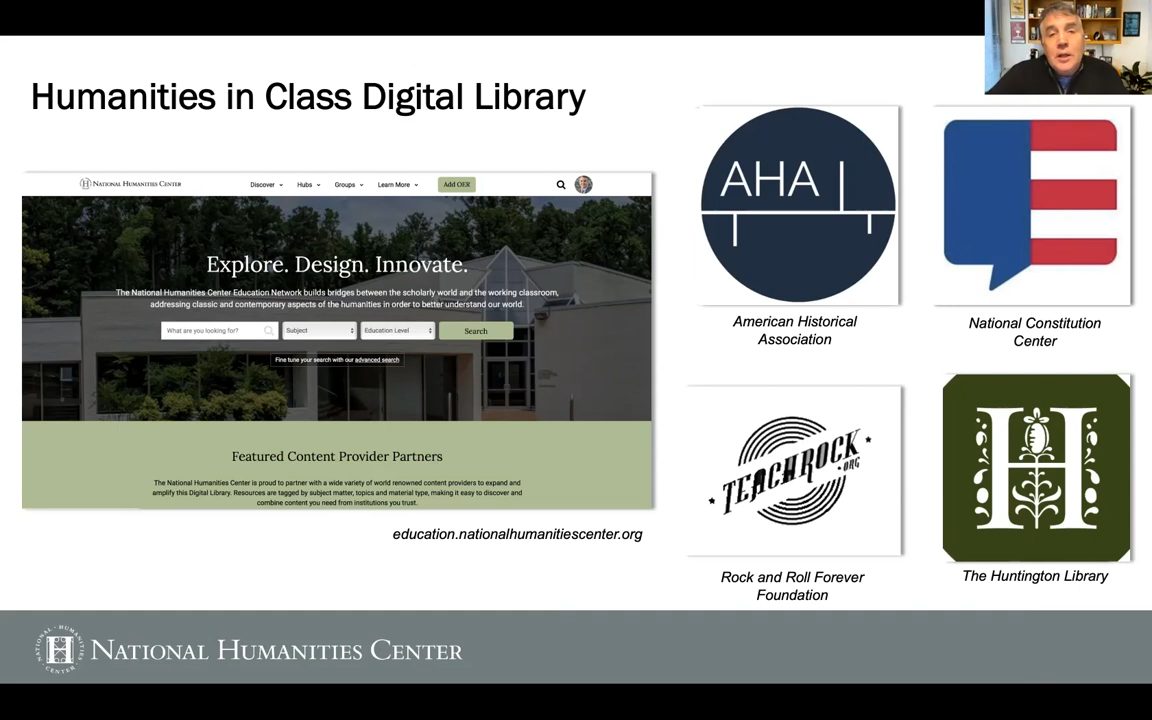 Humanities in Class Digital Library
NATIONAL HUMANITIES CENTER
Discover
Hubs
Groups
Learn More
Add OER
Explore. Design. Innovate.
The National Humanities Center Education Network builds bridges between the scholarly world and the working classroom,
addressing classic and contemporary aspects of the humanities in order to better understand our world.
What are you looking for?
Subject
Education Level
Search
Fine tune your search with our advanced search
Featured Content Provider Partners
The National Humanities Center is proud to partner with a wide variety of world renowned content providers to expand and
amplify this Digital Library. Resources are tagged by subject matter, topics and material type, making it easy to discover and
combine content you need from institutions you trust.
education.nationalhumanitiescenter.org
AHA
American Historical
Association
National Constitution
Center
TEACHROCK
.ORG
Rock and Roll Forever
Foundation
H
The Huntington Library
NATIONAL HUMANITIES CENTER
NATIONAL HUMANITIES CENTER